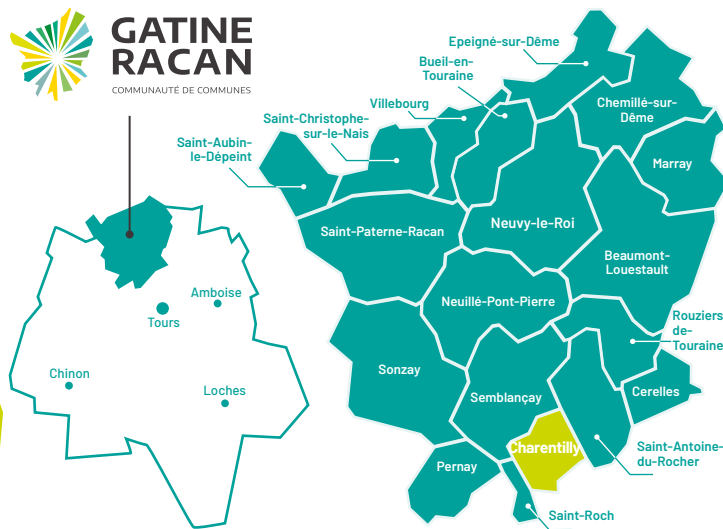 GATINE
RACAN
COMMUNAUTÉ DE COMMUNES
Epeigné-sur-Dême
Bueil-en-
Touraine
Villebourg
Chemillé-sur-
Dême
Saint-Christophe-
sur-le-Nais
Saint-Aubin-
le-Dépeint
Marray
Saint-Paterne-Racan
Neuvy-le-Roi
Beaumont-
Louestault
Amboise
Tours
Neuillé-Pont-Pierre
Rouziers
de-
Touraine
Chinon
Loches
Sonzay
Semblançay
Cerelles
Charentilly
Saint-Antoine-
du-Rocher
Pernay
Saint-Roch